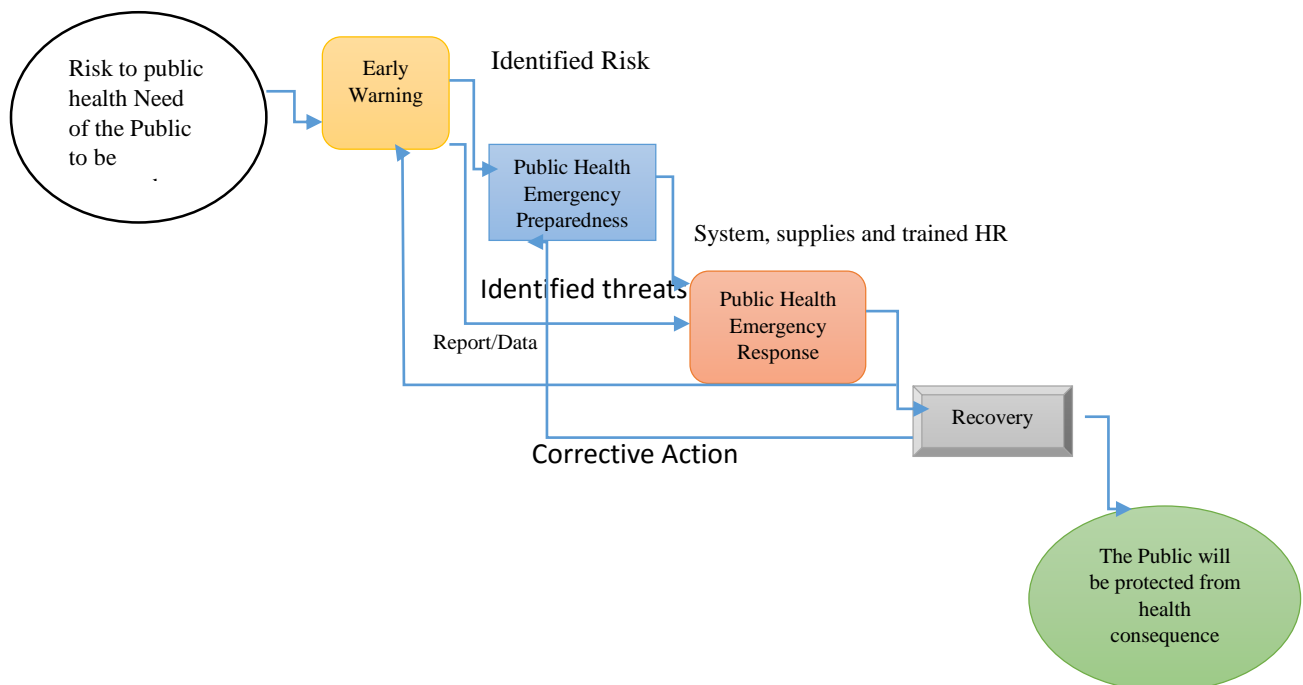 Risk to public
health Need
of the Public
to be
Early
Warning
Identified Risk
Public Health
Emergency
Preparedness
System, supplies and trained HR
Identified threats
Public Health
Emergency
Response
Report/Data
Recovery
Corrective Action
The Public will
be protected from
health
consequence